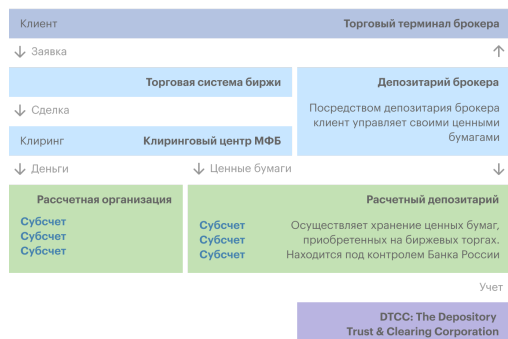 Клиент Торговый терминал брокера
Заявка
Торговая система биржи
Депозитарий брокера
Посредством депозитария брокера
клиент управляет своими ценными
бумагами
Сделка
Клиринг Клиринговый центр МФБ
Деньги
Ценные бумаги
Рассчетная организация
Субсчет
Субсчет
Субсчет
Расчетный депозитарий
Субсчет
Субсчет
Субсчет
Осуществляет хранение ценных бумаг,
приобретенных на биржевых торгах.
Находится под контролем Банка России
Учет
DTCC: The Depository
Trust & Clearing Corporation